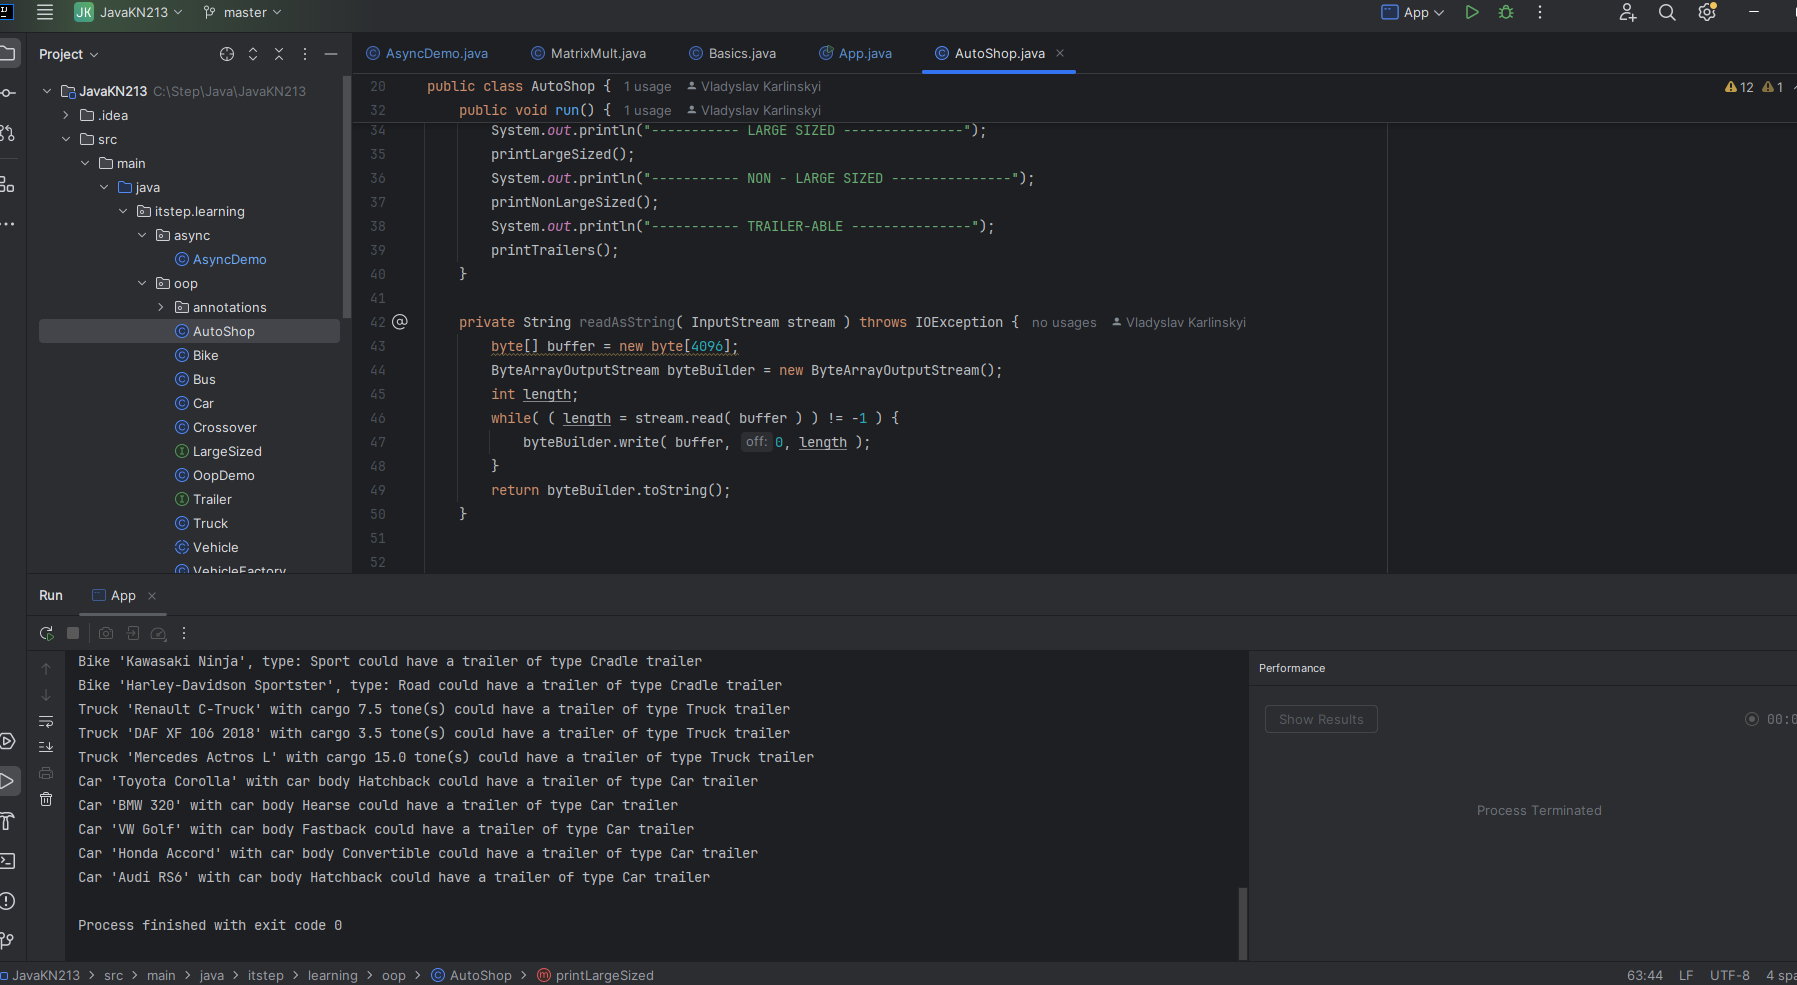 JK JavaKN213 master App
Project
AsyncDemo.java MatrixMult.java Basics.java App.java AutoShop.java
JavaKN213 C:\Step\Java\JavaKN213
.idea
src
main
java
itstep.learning
async
AsyncDemo
oop
annotations
AutoShop
Bike
Bus
Car
Crossover
LargeSized
OopDemo
Trailer
Truck
Vehicle
VehicleFactory
20 public class AutoShop { 1 usage Vladyslav Karlinskyi
12 1
32 public void run() { 1 usage Vladyslav Karlinskyi
34 System.out.println("----------- LARGE SIZED ---------------");
35 printLargeSized();
36 System.out.println("----------- NON - LARGE SIZED ---------------");
37 printNonLargeSized();
38 System.out.println("----------- TRAILER-ABLE ---------------");
39 printTrailers();
40 }
41
42 @ private String readAsString( InputStream stream ) throws IOException { no usages Vladyslav Karlinskyi
43 byte[] buffer = new byte[4096];
44 ByteArrayOutputStream byteBuilder = new ByteArrayOutputStream();
45 int length;
46 while( ( length = stream.read( buffer ) ) != -1 ) {
47 byteBuilder.write( buffer, off: 0, length );
48 }
49 return byteBuilder.toString();
50 }
51
52
Run App
Bike 'Kawasaki Ninja', type: Sport could have a trailer of type Cradle trailer
Bike 'Harley-Davidson Sportster', type: Road could have a trailer of type Cradle trailer
Truck 'Renault C-Truck' with cargo 7.5 tone(s) could have a trailer of type Truck trailer
Truck 'DAF XF 106 2018' with cargo 3.5 tone(s) could have a trailer of type Truck trailer
Truck 'Mercedes Actros L' with cargo 15.0 tone(s) could have a trailer of type Truck trailer
Car 'Toyota Corolla' with car body Hatchback could have a trailer of type Car trailer
Car 'BMW 320' with car body Hearse could have a trailer of type Car trailer
Car 'VW Golf' with car body Fastback could have a trailer of type Car trailer
Car 'Honda Accord' with car body Convertible could have a trailer of type Car trailer
Car 'Audi RS6' with car body Hatchback could have a trailer of type Car trailer
Process finished with exit code 0
Performance
Show Results
Process Terminated
JavaKN213 > src > main > java > itstep > learning > oop > AutoShop > printLargeSized
63:44 LF UTF-8 4